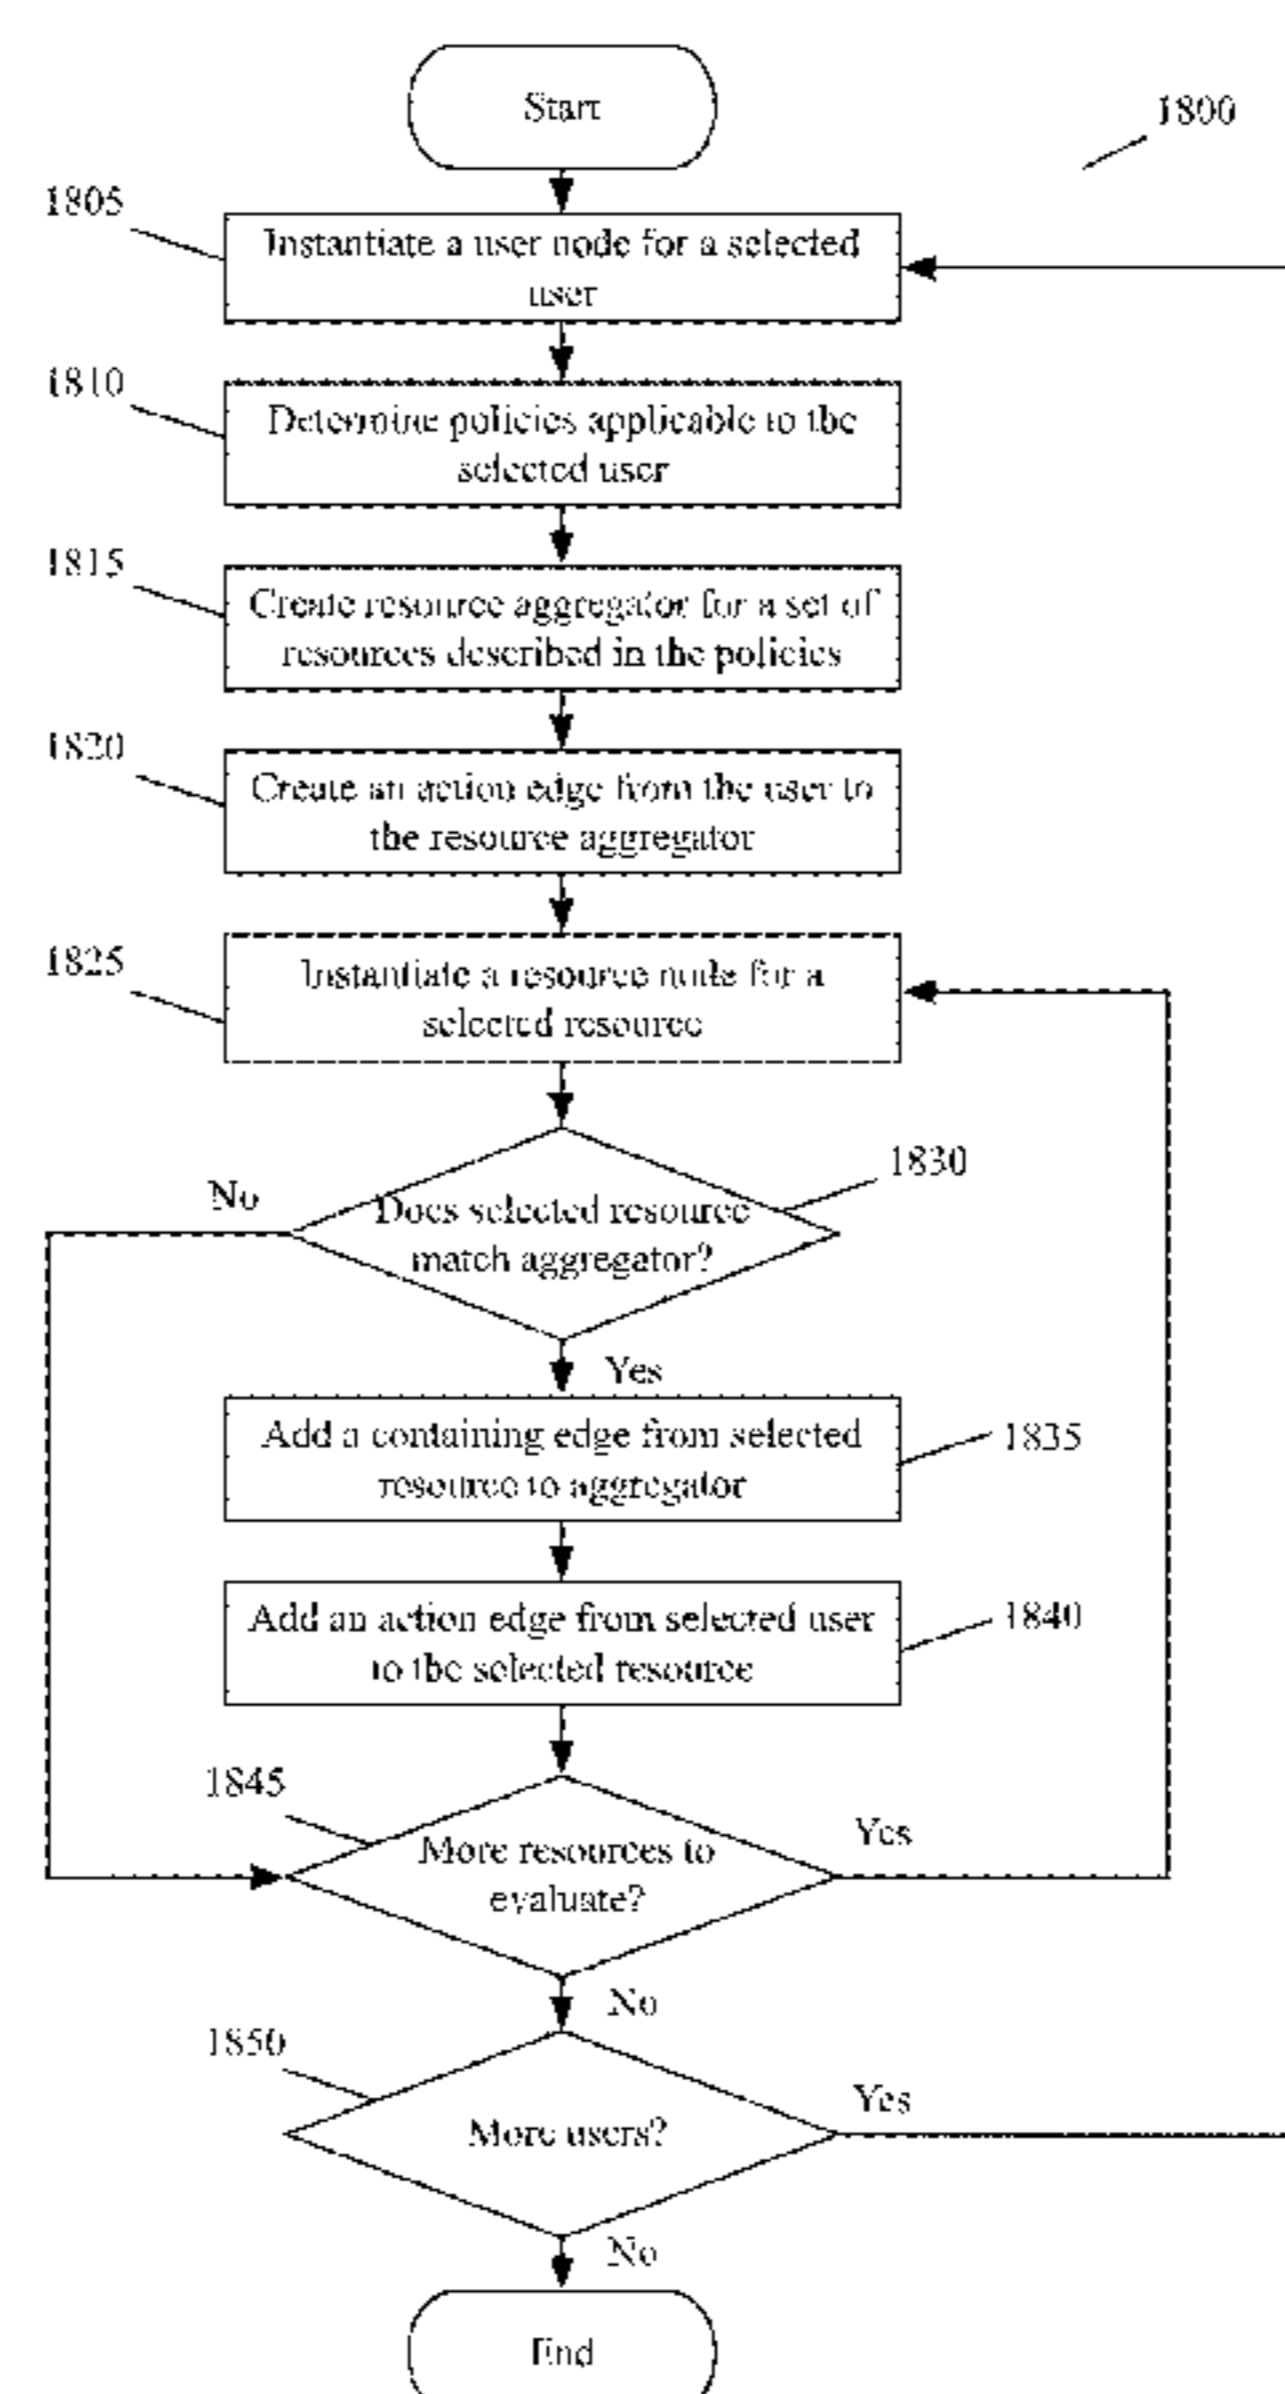 Start
1800
1805
Instantiate a user node for a selected
user
1810
Determine policies applicable to the
selected user
1815
Create resource aggregator for a set of
resources described in the policies
1820
Create an action edge from the user to
the resource aggregator
1825
Instantiate a resource node for a
selected resource
1830
No
Does selected resource
match aggregator?
Yes
Add a containing edge from selected
resource to aggregator
1835
Add an action edge from selected user
to the selected resource
1840
1845
More resources to
evaluate?
Yes
No
1850
More users?
Yes
No
End